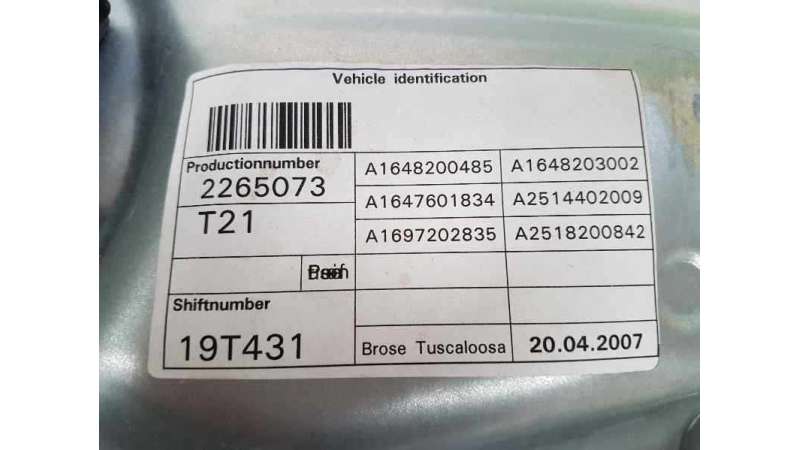 Vehicle identification
Productionnumber
2265073
T21
A1648200485 A1648203002
A1647601834 A2514402009
A1697202835 A2518200842
Shiftnumber
19T431
Brose Tuscaloosa 20.04.2007